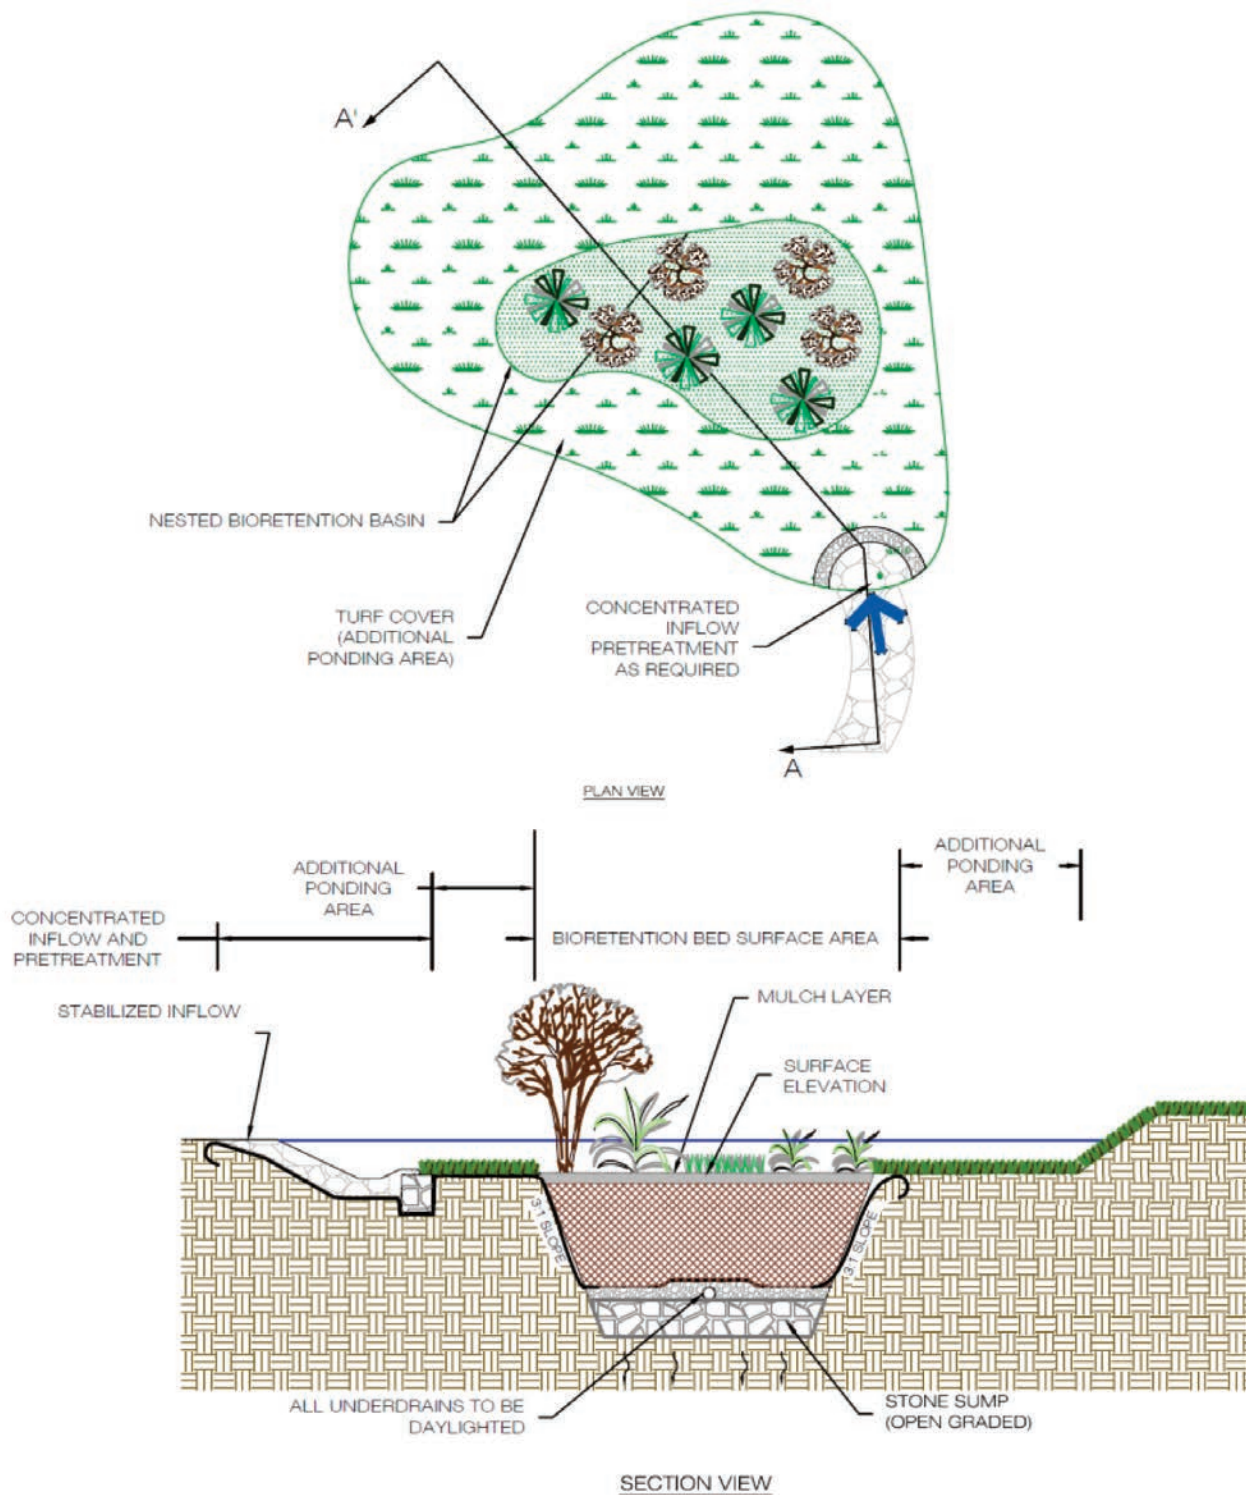 A'
NESTED BIORETENTION BASIN
TURF COVER
(ADDITIONAL
PONDING AREA)
CONCENTRATED
INFLOW
PRETREATMENT
AS REQUIRED
A
PLAN VIEW
ADDITIONAL
PONDING
AREA
ADDITIONAL
PONDING
AREA
CONCENTRATED
INFLOW AND
PRETREATMENT
BIORETENTION BED SURFACE AREA
STABILIZED INFLOW
MULCH LAYER
SURFACE
ELEVATION
3:1 SLOPE
3:1 SLOPE
ALL UNDERDRAINS TO BE
DAYLIGHTED
STONE SUMP
(OPEN GRADED)
SECTION VIEW